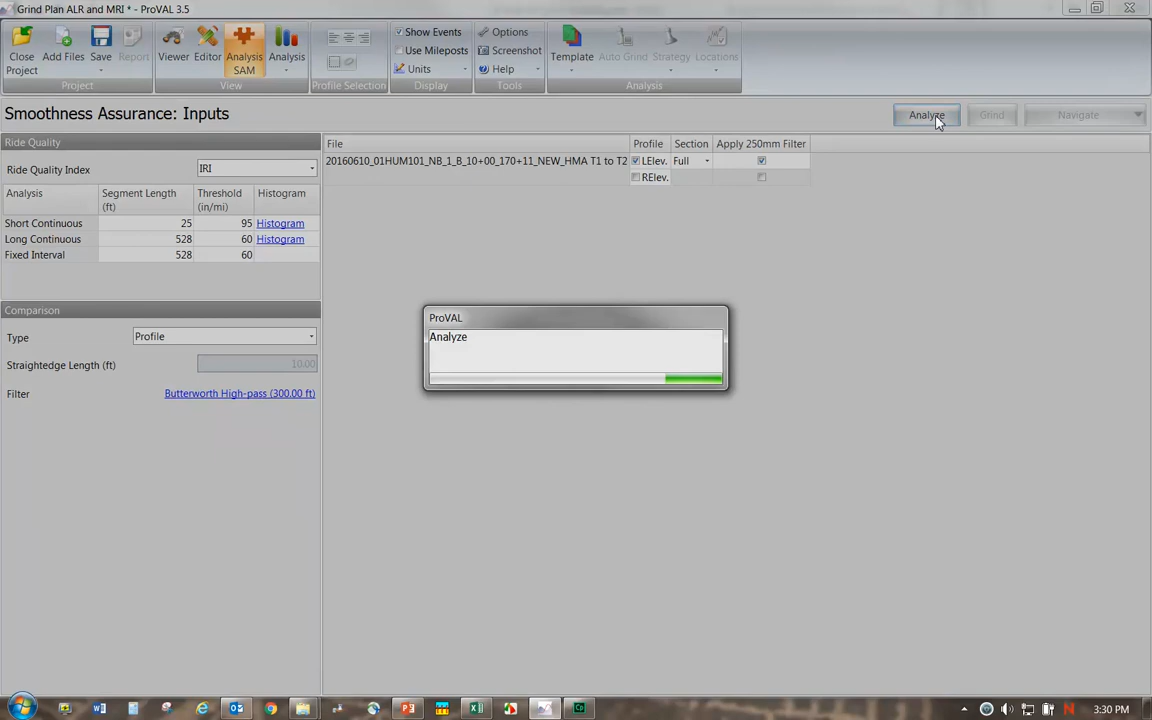 Grind Plan ALR and MRI * - ProVAL 3.5
Close Project
Add Files
Save
Report
Viewer
Editor
Analysis SAM
Analysis
Show Events
Use Mileposts
Units
Options
Screenshot
Help
Template
Auto Grind
Strategy
Locations
Project
View
Profile Selection
Display
Tools
Analysis
Smoothness Assurance: Inputs
Analyze
Grind
Navigate
Ride Quality
Ride Quality Index
IRI
Analysis
Segment Length (ft)
Threshold (in/mi)
Histogram
Short Continuous 25 95 Histogram
Long Continuous 528 60 Histogram
Fixed Interval 528 60
Comparison
Type Profile
Straightedge Length (ft) 10.00
Filter Butterworth High-pass (300.00 ft)
File Profile Section Apply 250mm Filter
20160610_01HUM101_NB_1_B_10+00_170+11_NEW_HMA T1 to T2 LElev. Full
RElev.
ProVAL
Analyze
3:30 PM